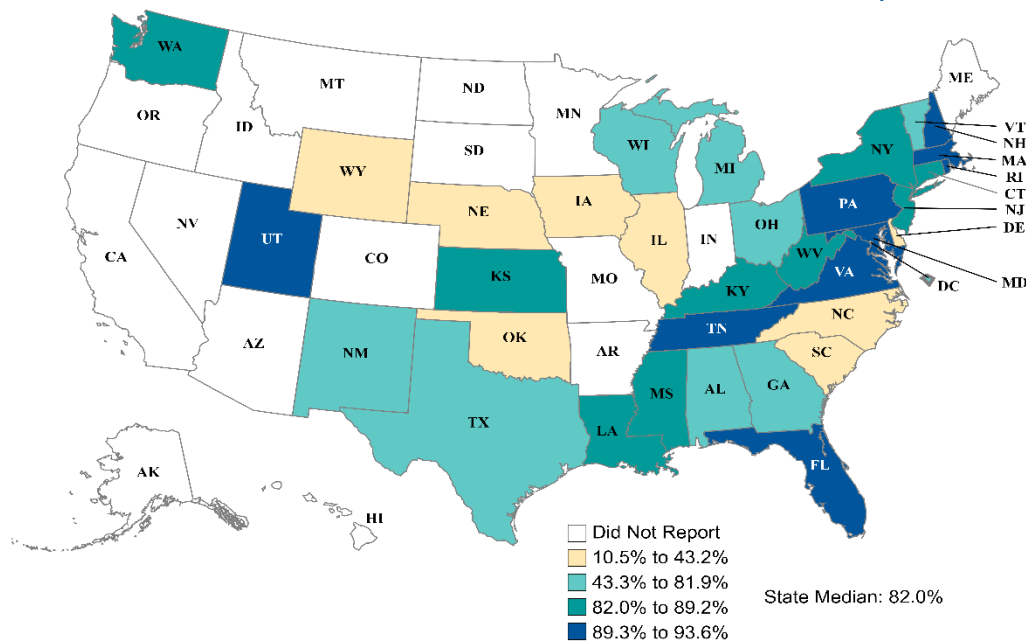 WA
MT
ND
MN
ME
OR
ID
SD
WI
MI
NY
VT
NH
MA
RI
CT
NJ
DE
MD
DC
WY
NE
IA
PA
NV
UT
CO
IL
IN
OH
WV
VA
CA
KS
MO
KY
AZ
NM
OK
AR
TN
NC
SC
TX
LA
MS
AL
GA
FL
AK
HI
Did Not Report
10.5% to 43.2%
43.3% to 81.9%
82.0% to 89.2%
89.3% to 93.6%
State Median: 82.0%